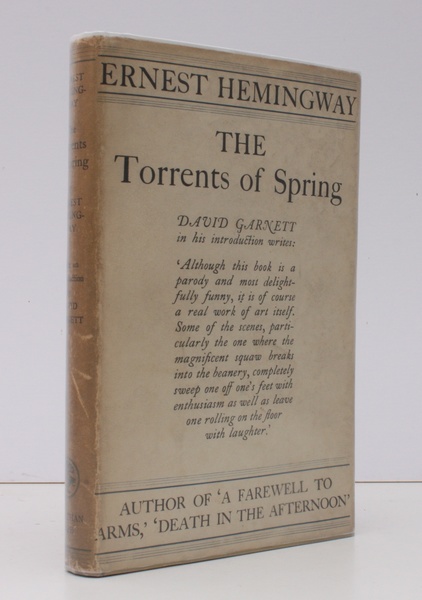 ERNEST HEMINGWAY
THE
Torrents of Spring
DAVID GARNETT
in his introduction writes:
'Although this book is a
parody and most delight-
fully funny, it is of course
a real work of art itself.
Some of the scenes, parti-
cularly the one where the
magnificent squaw breaks
into the beanery, completely
sweep one off one's feet with
enthusiasm as well as leave
one rolling on the floor
with laughter.'
AUTHOR OF 'A FAREWELL TO
ARMS,' 'DEATH IN THE AFTERNOON'